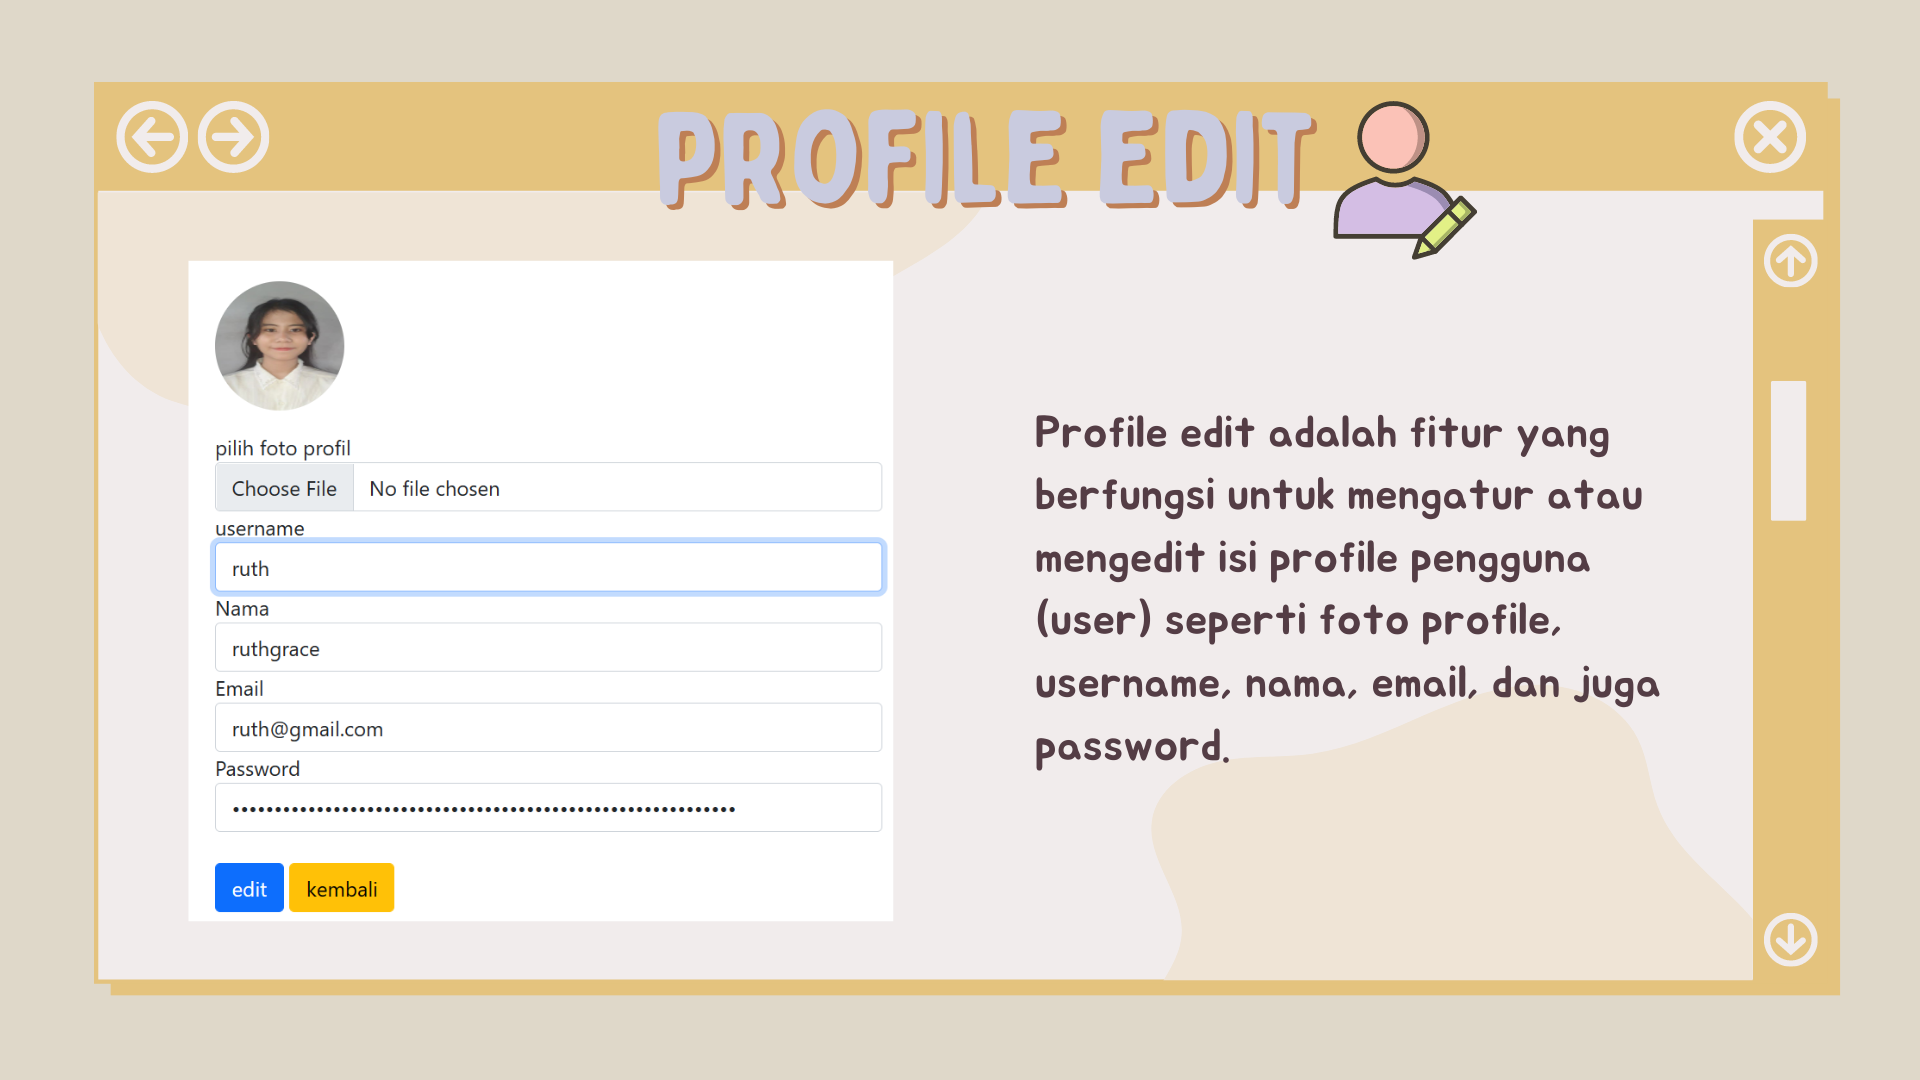 PROFILE EDIT
pilih foto profil
Choose File No file chosen
username
ruth
Nama
ruthgrace
Email
ruth@gmail.com
Password
edit kembali
Profile edit adalah fitur yang
berfungsi untuk mengatur atau
mengedit isi profile pengguna
(user) seperti foto profile,
username, nama, email, dan juga
password.